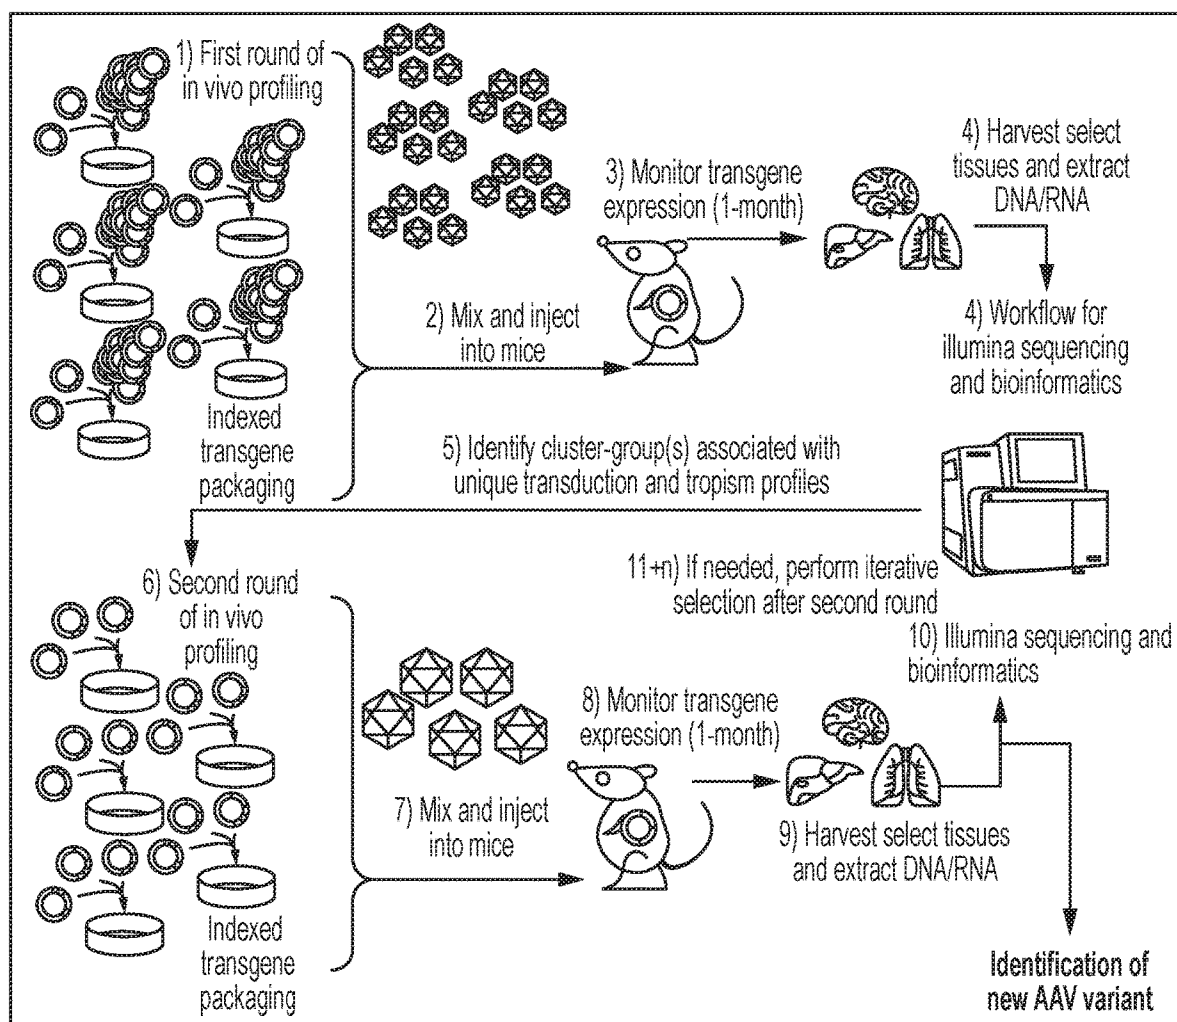 1) First round of
in vivo profiling
Indexed
transgene
packaging
2) Mix and inject
into mice
3) Monitor transgene
expression (1-month)
4) Harvest select
tissues and extract
DNA/RNA
4) Workflow for
illumina sequencing
and bioinformatics
5) Identify cluster-group(s) associated with
unique transduction and tropism profiles
6) Second round
of in vivo
profiling
Indexed
transgene
packaging
7) Mix and inject
into mice
8) Monitor transgene
expression (1-month)
9) Harvest select tissues
and extract DNA/RNA
10) Illumina sequencing and
bioinformatics
11+n) If needed, perform iterative
selection after second round
Identification of
new AAV variant